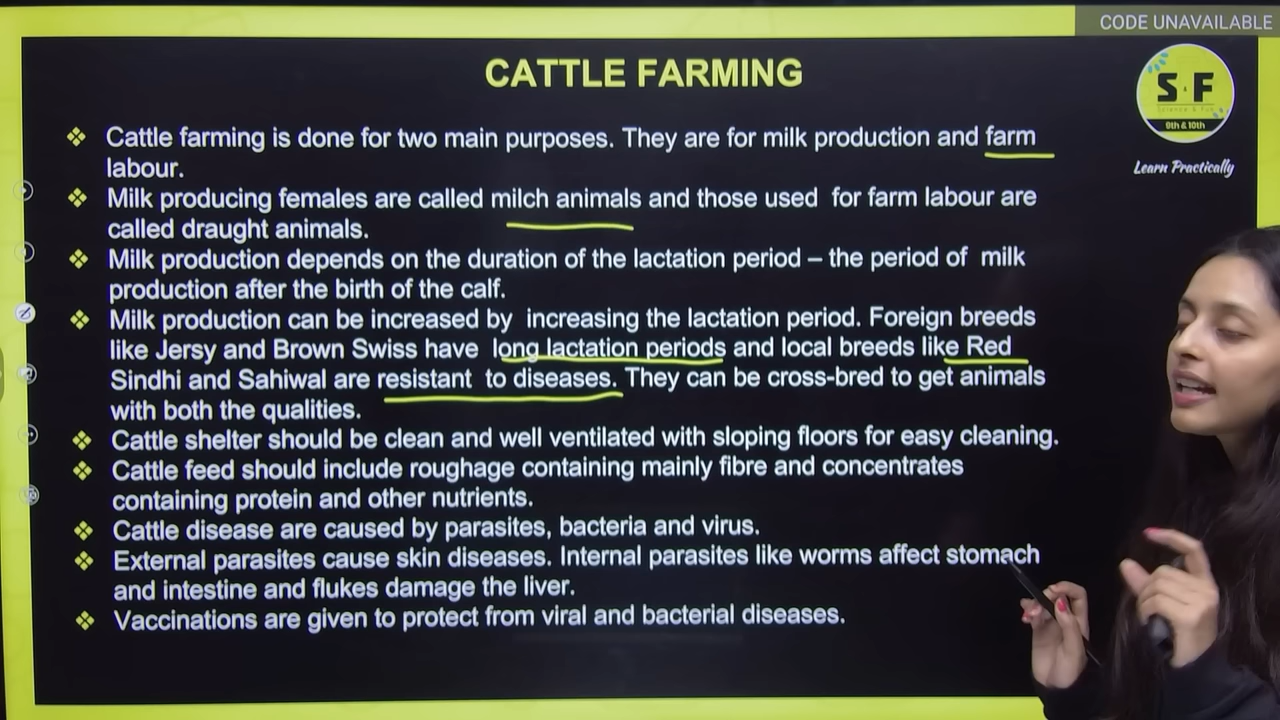 CODE UNAVAILABLE
CATTLE FARMING
S & F
Science & Fun
9th & 10th
Learn Practically
Cattle farming is done for two main purposes. They are for milk production and farm
labour.
Milk producing females are called milch animals and those used for farm labour are
called draught animals.
Milk production depends on the duration of the lactation period – the period of milk
production after the birth of the calf.
Milk production can be increased by increasing the lactation period. Foreign breeds
like Jersy and Brown Swiss have long lactation periods and local breeds like Red
Sindhi and Sahiwal are resistant to diseases. They can be cross-bred to get animals
with both the qualities.
Cattle shelter should be clean and well ventilated with sloping floors for easy cleaning.
Cattle feed should include roughage containing mainly fibre and concentrates
containing protein and other nutrients.
Cattle disease are caused by parasites, bacteria and virus.
External parasites cause skin diseases. Internal parasites like worms affect stomach
and intestine and flukes damage the liver.
Vaccinations are given to protect from viral and bacterial diseases.